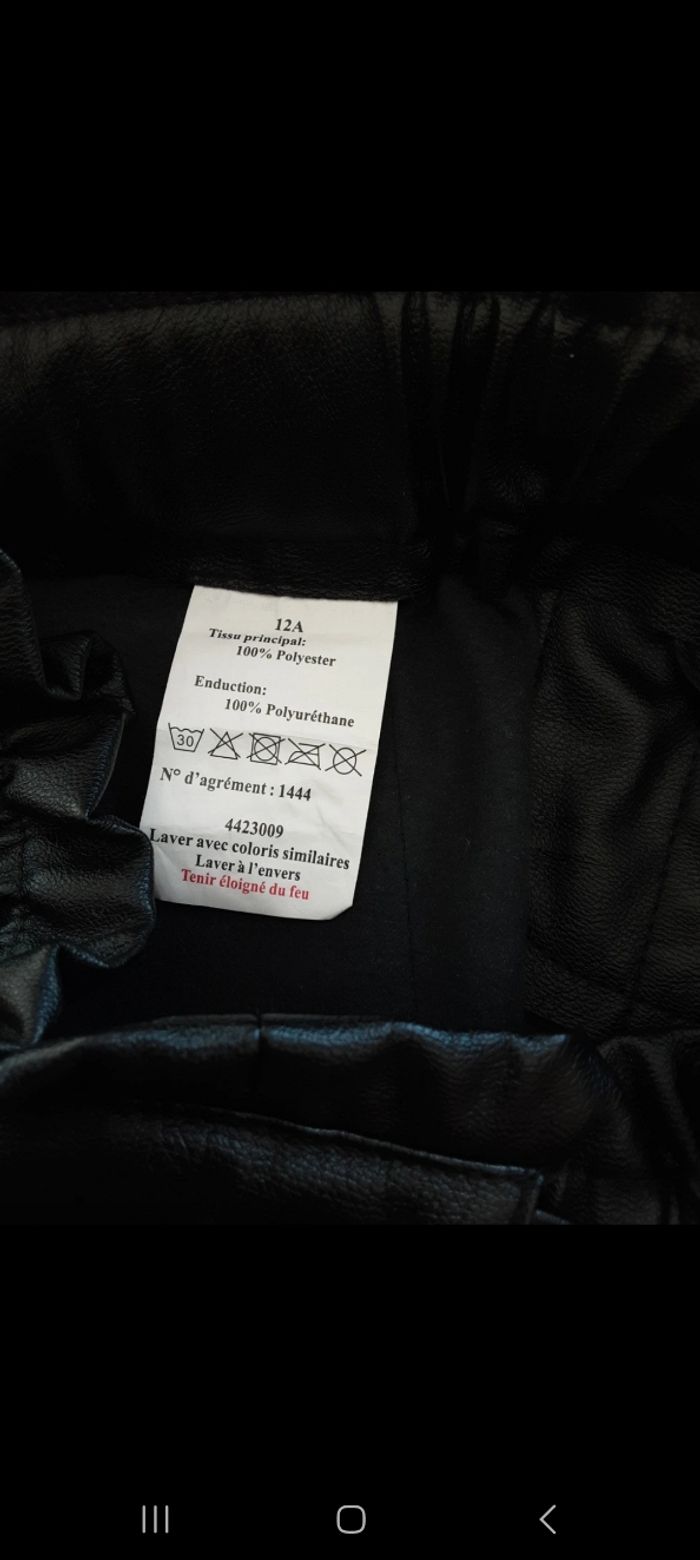 12A
Tissu principal:
100% Polyester
Enduction:
100% Polyuréthane
30
N° d'agrément : 1444
4423009
Laver avec coloris similaires
Laver à l'envers
Tenir éloigné du feu